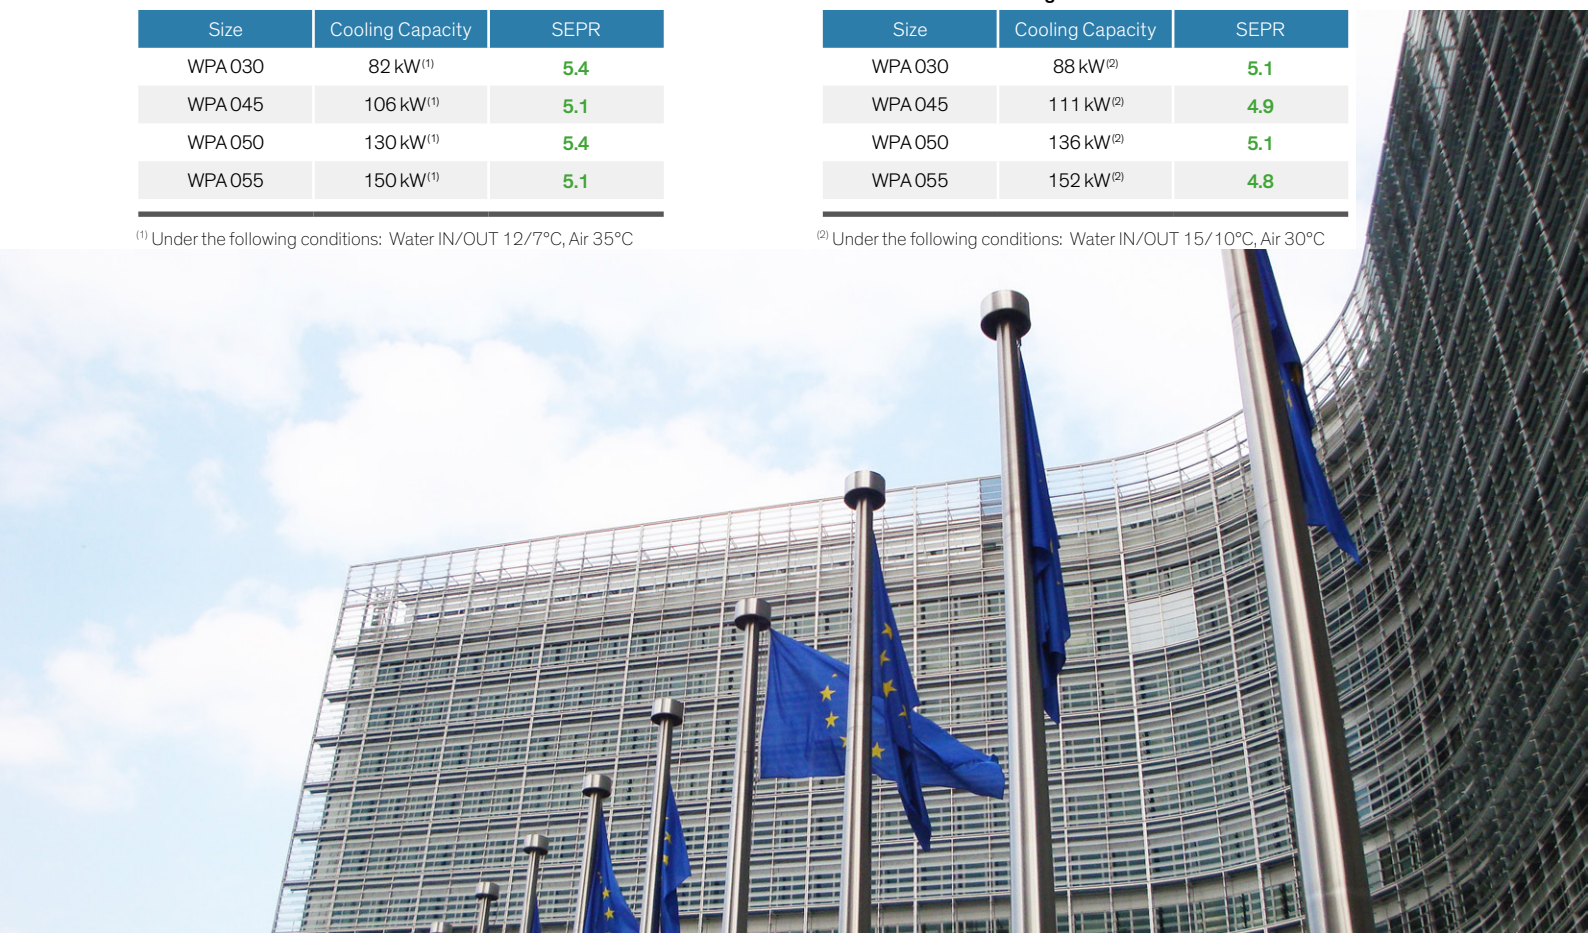 Size Cooling Capacity SEPR
WPA 030 82 kW(1) 5.4
WPA 045 106 kW(1) 5.1
WPA 050 130 kW(1) 5.4
WPA 055 150 kW(1) 5.1
(1) Under the following conditions: Water IN/OUT 12/7°C, Air 35°C
Size Cooling Capacity SEPR
WPA 030 88 kW(2) 5.1
WPA 045 111 kW(2) 4.9
WPA 050 136 kW(2) 5.1
WPA 055 152 kW(2) 4.8
(2) Under the following conditions: Water IN/OUT 15/10°C, Air 30°C